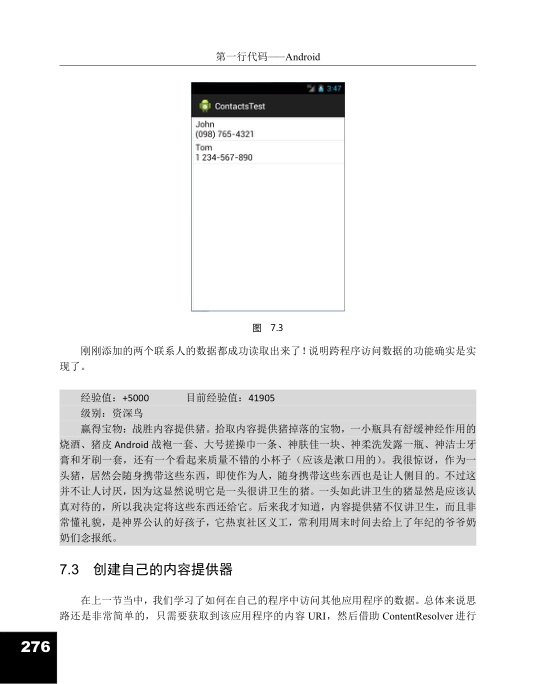 第一行代码——Android
3:47
ContactsTest
John
(098) 765-4321
Tom
1 234-567-890
图 7.3
刚刚添加的两个联系人的数据都成功读取出来了！说明跨程序访问数据的功能确实是实
现了。
经验值：+5000 目前经验值：41905
级别：资深鸟
赢得宝物：战胜内容提供猪。拾取内容提供猪掉落的宝物，一小瓶具有舒缓神经作用的
烧酒、猪皮 Android 战袍一套、大号搓操巾一条、神肤佳一块、神柔洗发露一瓶、神洁士牙
膏和牙刷一套，还有一个看起来质量不错的小杯子（应该是漱口用的）。我很惊讶，作为一
头猪，居然会随身携带这些东西，即使作为人，随身携带这些东西也是让人侧目的。不过这
并不让人讨厌，因为这显然说明它是一头很讲卫生的猪。一头如此讲卫生的猪显然是应该认
真对待的，所以我决定将这些东西还给它。后来我才知道，内容提供猪不仅讲卫生，而且非
常懂礼貌，是神界公认的好孩子，它热衷社区义工，常利用周末时间去给上了年纪的爷爷奶
奶们念报纸。
7.3 创建自己的内容提供器
在上一节当中，我们学习了如何在自己的程序中访问其他应用程序的数据。总体来说思
路还是非常简单的，只需要获取到该应用程序的内容 URI，然后借助 ContentResolver 进行
276